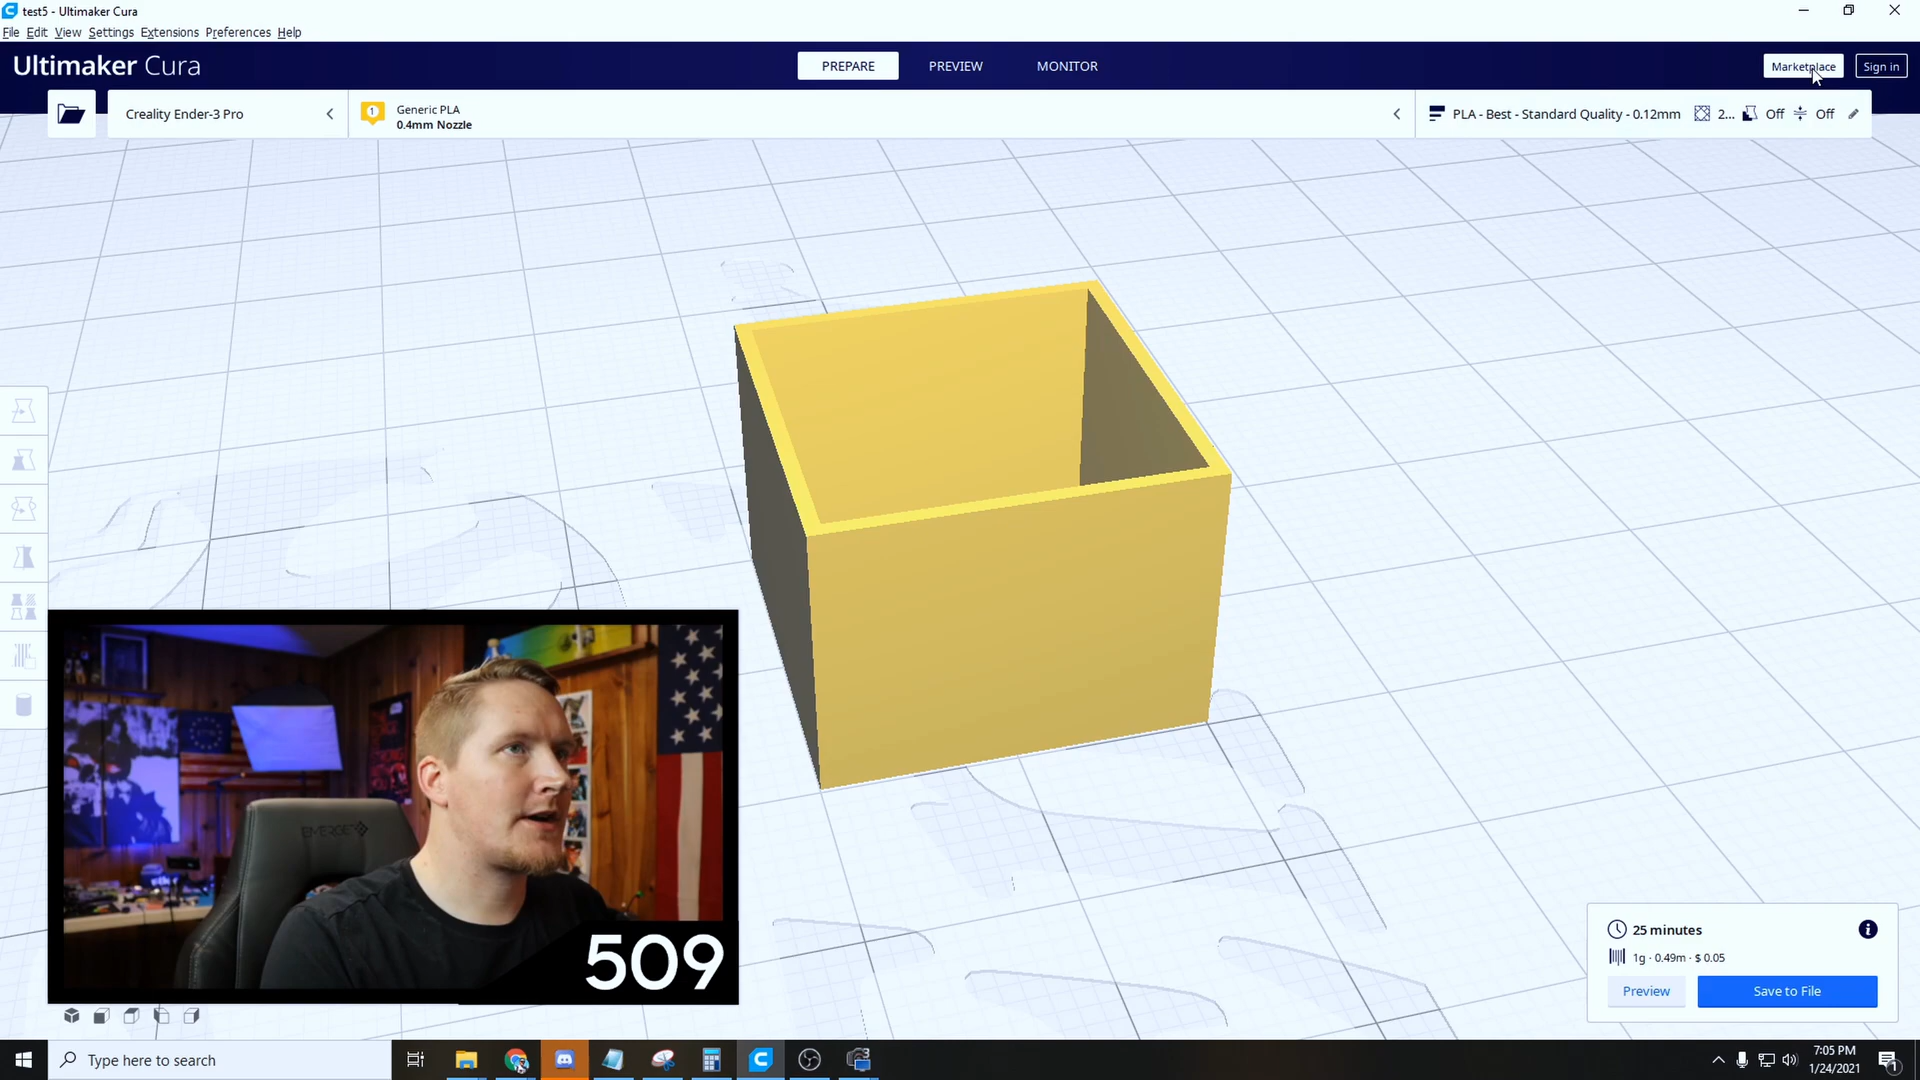 test5 - Ultimaker Cura
File Edit View Settings Extensions Preferences Help
Ultimaker Cura
PREPARE
PREVIEW
MONITOR
Marketplace
Sign in
Creality Ender-3 Pro
1
Generic PLA
0.4mm Nozzle
PLA - Best - Standard Quality - 0.12mm
2...
Off
Off
EMERGE
509
25 minutes
1g · 0.49m · $ 0.05
Preview
Save to File
Type here to search
7:05 PM
1/24/2021
1